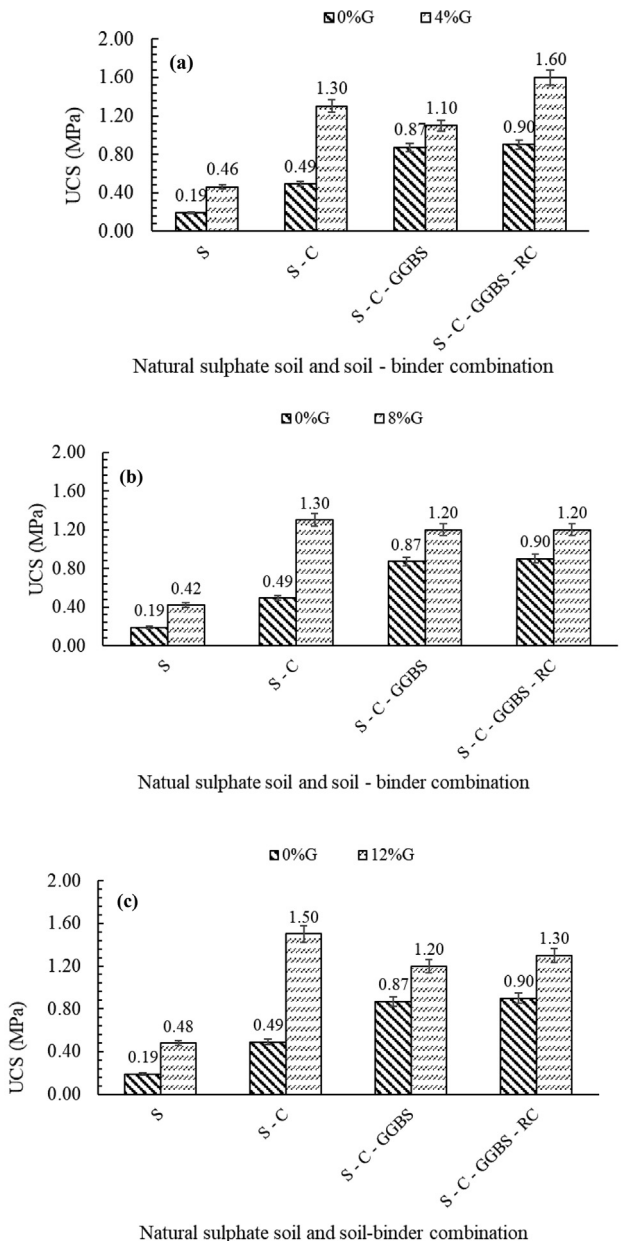 0%G 4%G
2.00
(a)
1.60
1.60
1.30
1.20
1.10
UCS (MPa)
0.90
0.87
0.80
0.49
0.46
0.40
0.19
0.00
S
S - C
S - C - GGBS
S - C - GGBS - RC
Natural sulphate soil and soil - binder combination
0%G 8%G
2.00
(b)
1.60
1.30
1.20
1.20
1.20
UCS (MPa)
0.87
0.90
0.80
0.49
0.42
0.40
0.19
0.00
S
S - C
S - C - GGBS
S - C - GGBS - RC
Natual sulphate soil and soil - binder combination
0%G 12%G
2.00
(c)
1.60
1.50
1.30
1.20
1.20
UCS (MPa)
0.87
0.90
0.80
0.48
0.49
0.40
0.19
0.00
S
S - C
S - C - GGBS
S - C - GGBS - RC
Natural sulphate soil and soil-binder combination